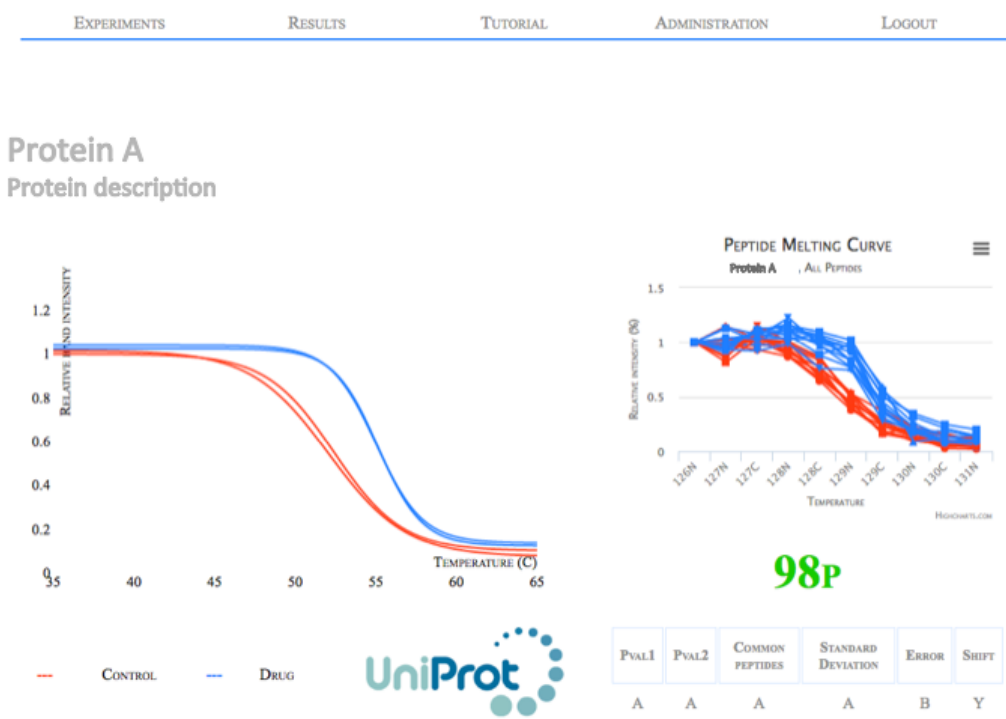 EXPERIMENTS RESULTS TUTORIAL ADMINISTRATION LOGOUT
Protein A
Protein description
RELATIVE BAND INTENSITY
1.2
1
0.8
0.6
0.4
0.2
0
35 40 45 50 55 60 65
TEMPERATURE (C)
--- CONTROL --- DRUG
UniProt
PEPTIDE MELTING CURVE
Protein A , ALL PEPTIDES
RELATIVE INTENSITY (%)
1.5
1
0.5
0
126N 127N 127C 128N 128C 129N 129C 130N 130C 131N
TEMPERATURE
HIGHCHARTS.COM
98P
PVAL1 PVAL2 COMMON PEPTIDES STANDARD DEVIATION ERROR SHIFT
A A A A B Y